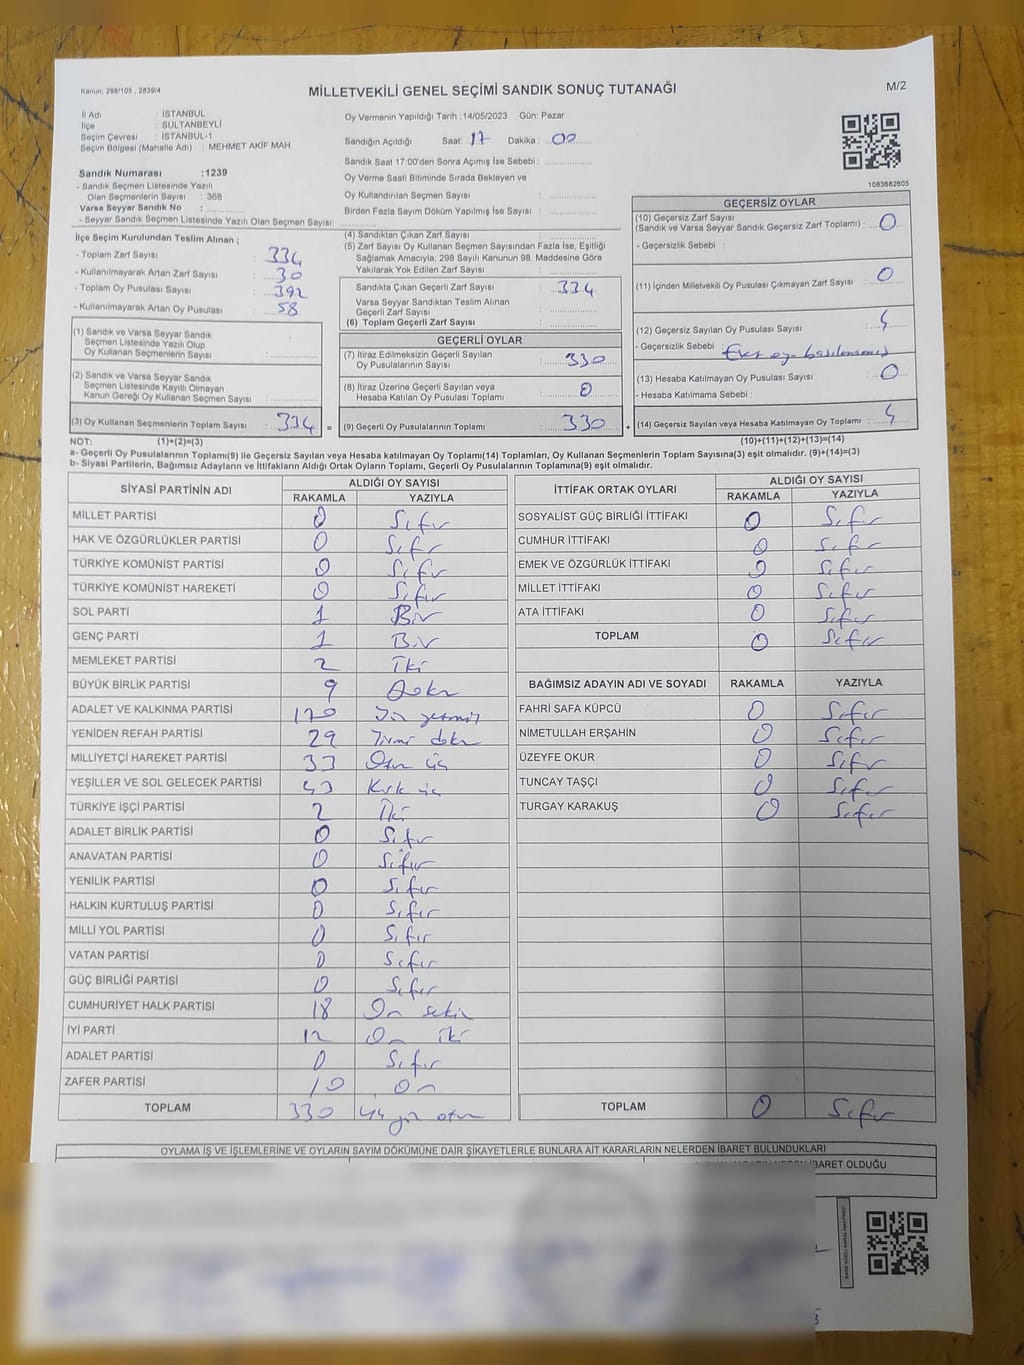 Kanun: 298/105 , 2839/4
MİLLETVEKİLİ GENEL SEÇİMİ SANDIK SONUÇ TUTANAĞI
M/2
İl Adı : İSTANBUL
İlçe : SULTANBEYLİ
Seçim Çevresi : İSTANBUL-1
Seçim Bölgesi (Mahalle Adı) : MEHMET AKİF MAH.
Oy Vermenin Yapıldığı Tarih : 14/05/2023 Gün: Pazar
Sandığın Açıldığı Saat: 17 Dakika : 00
Sandık Saat 17:00'den Sonra Açımış İse Sebebi :
Oy Verme Saati Bitiminde Sırada Bekleyen ve
Oy Kullandırılan Seçmen Sayısı :
Birden Fazla Sayım Döküm Yapılmış İse Sayısı :
1083682605
Sandık Numarası :1239
- Sandık Seçmen Listesinde Yazılı
Olan Seçmenlerin Sayısı : 368
Varsa Seyyar Sandık No :
- Seyyar Sandık Seçmen Listesinde Yazılı Olan Seçmen Sayısı:
İlçe Seçim Kurulundan Teslim Alınan ;
- Toplam Zarf Sayısı : 334
- Kullanılmayarak Artan Zarf Sayısı : 30
- Toplam Oy Pusulası Sayısı : 392
- Kullanılmayarak Artan Oy Pusulası : 58
(1) Sandık ve Varsa Seyyar Sandık
Seçmen Listesinde Yazılı Olup
Oy Kullanan Seçmenlerin Sayısı :
(2) Sandık ve Varsa Seyyar Sandık
Seçmen Listesinde Kayıtlı Olmayan
Kanun Gereği Oy Kullanan Seçmen Sayısı :
(3) Oy Kullanan Seçmenlerin Toplam Sayısı : 334 =
(4) Sandıktan Çıkan Zarf Sayısı :
(5) Zarf Sayısı Oy Kullanan Seçmen Sayısından Fazla İse, Eşitliği
Sağlamak Amacıyla, 298 Sayılı Kanunun 98. Maddesine Göre
Yakılarak Yok Edilen Zarf Sayısı :
Sandıkta Çıkan Geçerli Zarf Sayısı : 334
Varsa Seyyar Sandıktan Teslim Alınan
Geçerli Zarf Sayısı :
(6) Toplam Geçerli Zarf Sayısı :
GEÇERLİ OYLAR
(7) İtiraz Edilmeksizin Geçerli Sayılan
Oy Pusulalarının Sayısı : 330
(8) İtiraz Üzerine Geçerli Sayılan veya
Hesaba Katılan Oy Pusulası Toplamı : 0
(9) Geçerli Oy Pusulalarının Toplamı : 330 +
GEÇERSİZ OYLAR
(10) Geçersiz Zarf Sayısı
(Sandık ve Varsa Seyyar Sandık Geçersiz Zarf Toplamı) : 0
- Geçersizlik Sebebi :
(11) İçinden Milletvekili Oy Pusulası Çıkmayan Zarf Sayısı : 0
(12) Geçersiz Sayılan Oy Pusulası Sayısı : 4
- Geçersizlik Sebebi :
(13) Hesaba Katılmayan Oy Pusulası Sayısı : 0
- Hesaba Katılmama Sebebi :
(14) Geçersiz Sayılan veya Hesaba Katılmayan Oy Toplamı : 4
NOT: (1)+(2)=(3) (10)+(11)+(12)+(13)=(14)
a- Geçerli Oy Pusulalarının Toplamı(9) ile Geçersiz Sayılan veya Hesaba Katılmayan Oy Toplamı(14) Toplamları, Oy Kullanan Seçmenlerin Toplam Sayısına(3) eşit olmalıdır. (9)+(14)=(3)
b- Siyasi Partilerin, Bağımsız Adayların ve İttifakların Aldığı Ortak Oyların Toplamı, Geçerli Oy Pusulalarının Toplamına(9) eşit olmalıdır.
SİYASİ PARTİNİN ADI ALDIĞI OY SAYISI
RAKAMLA YAZIYLA
MİLLET PARTİSİ 0 Sıfır
HAK VE ÖZGÜRLÜKLER PARTİSİ 0 Sıfır
TÜRKİYE KOMÜNİST PARTİSİ 0 Sıfır
TÜRKİYE KOMÜNİST HAREKETİ 0 Sıfır
SOL PARTİ 1 Bir
GENÇ PARTİ 1 Bir
MEMLEKET PARTİSİ 2 İki
BÜYÜK BİRLİK PARTİSİ 9 Dokuz
ADALET VE KALKINMA PARTİSİ 170 Yüz yetmiş
YENİDEN REFAH PARTİSİ 29 Yirmi dokuz
MİLLİYETÇİ HAREKET PARTİSİ 33 Otuz üç
YEŞİLLER VE SOL GELECEK PARTİSİ 43 Kırk üç
TÜRKİYE İŞÇİ PARTİSİ 2 İki
ADALET BİRLİK PARTİSİ 0 Sıfır
ANAVATAN PARTİSİ 0 Sıfır
YENİLİK PARTİSİ 0 Sıfır
HALKIN KURTULUŞ PARTİSİ 0 Sıfır
MİLLİ YOL PARTİSİ 0 Sıfır
VATAN PARTİSİ 0 Sıfır
GÜÇ BİRLİĞİ PARTİSİ 0 Sıfır
CUMHURİYET HALK PARTİSİ 18 On sekiz
İYİ PARTİ 12 On iki
ADALET PARTİSİ 0 Sıfır
ZAFER PARTİSİ 10 On
TOPLAM 330 üç yüz otuz
İTTİFAK ORTAK OYLARI ALDIĞI OY SAYISI
RAKAMLA YAZIYLA
SOSYALİST GÜÇ BİRLİĞİ İTTİFAKI 0 Sıfır
CUMHUR İTTİFAKI 0 Sıfır
EMEK VE ÖZGÜRLÜK İTTİFAKI 0 Sıfır
MİLLET İTTİFAKI 0 Sıfır
ATA İTTİFAKI 0 Sıfır
TOPLAM 0 Sıfır
BAĞIMSIZ ADAYIN ADI VE SOYADI RAKAMLA YAZIYLA
FAHRİ SAFA KÜPCÜ 0 Sıfır
NİMETULLAH ERŞAHİN 0 Sıfır
ÜZEYFE OKUR 0 Sıfır
TUNCAY TAŞÇI 0 Sıfır
TURGAY KARAKUŞ 0 Sıfır
TOPLAM 0 Sıfır
OYLAMA İŞ VE İŞLEMLERİNE VE OYLARIN SAYIM DÖKÜMÜNE DAİR ŞİKAYETLERLE BUNLARA AİT KARARLARIN NELERDEN İBARET BULUNDUKLARI
İBARET OLDUĞU